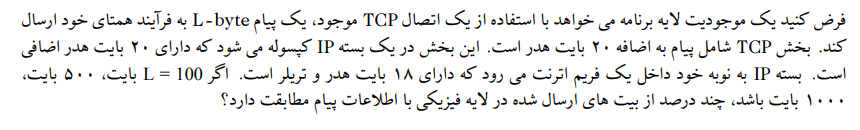 فرض کنید یک موجودیت لایه برنامه می خواهد با استفاده از یک اتصال TCP موجود، یک پیام L-byte به فرآیند همتای خود ارسال
کند. بخش TCP شامل پیام به اضافه ۲۰ بایت هدر است. این بخش در یک بسته IP کپسوله می شود که دارای ۲۰ بایت هدر اضافی
است. بسته IP به نوبه خود داخل یک فریم اترنت می رود که دارای ۱۸ بایت هدر و تریلر است. اگر L = 100 بایت، ۵۰۰ بایت،
۱۰۰۰ بایت باشد، چند درصد از بیت های ارسال شده در لایه فیزیکی با اطلاعات پیام مطابقت دارد؟